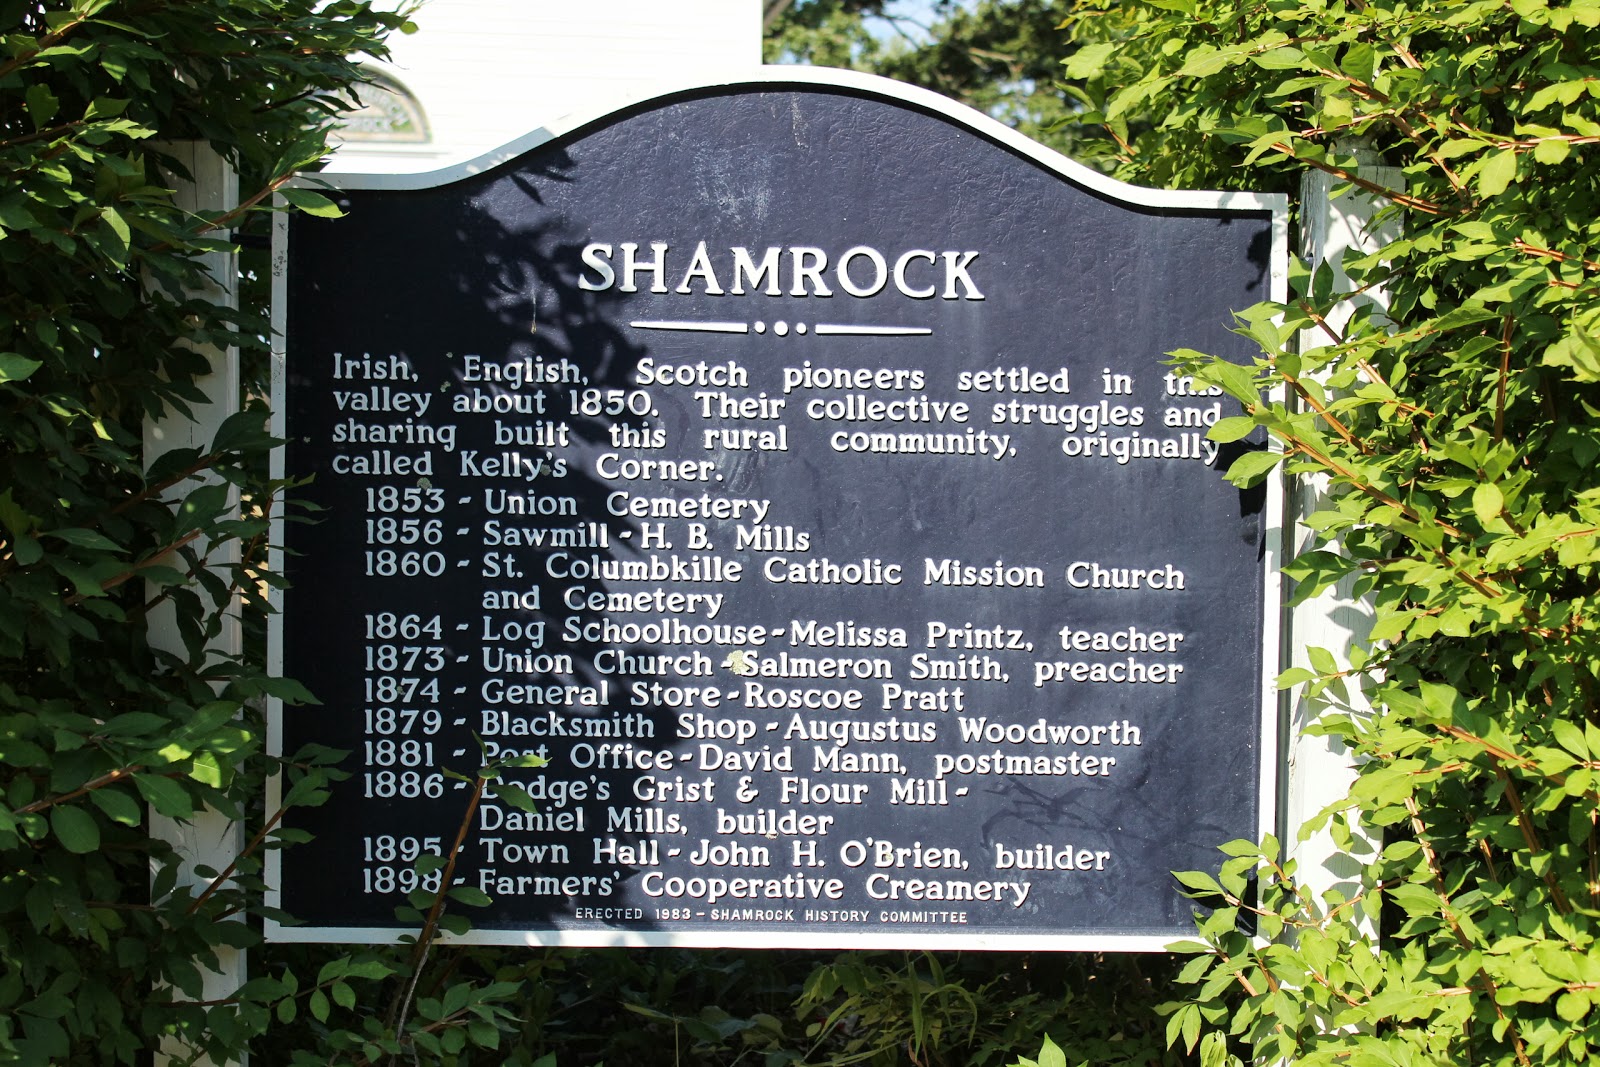 SHAMROCK
Irish, English, Scotch pioneers settled in this
valley about 1850. Their collective struggles and
sharing built this rural community, originally
called Kelly's Corner.
1853 - Union Cemetery
1856 - Sawmill - H. B. Mills
1860 - St. Columbkille Catholic Mission Church
and Cemetery
1864 - Log Schoolhouse - Melissa Printz, teacher
1873 - Union Church - Salmeron Smith, preacher
1874 - General Store - Roscoe Pratt
1879 - Blacksmith Shop - Augustus Woodworth
1881 - Post Office - David Mann, postmaster
1886 - Dodge's Grist & Flour Mill -
Daniel Mills, builder
1895 - Town Hall - John H. O'Brien, builder
1898 - Farmers' Cooperative Creamery
ERECTED 1983 - SHAMROCK HISTORY COMMITTEE